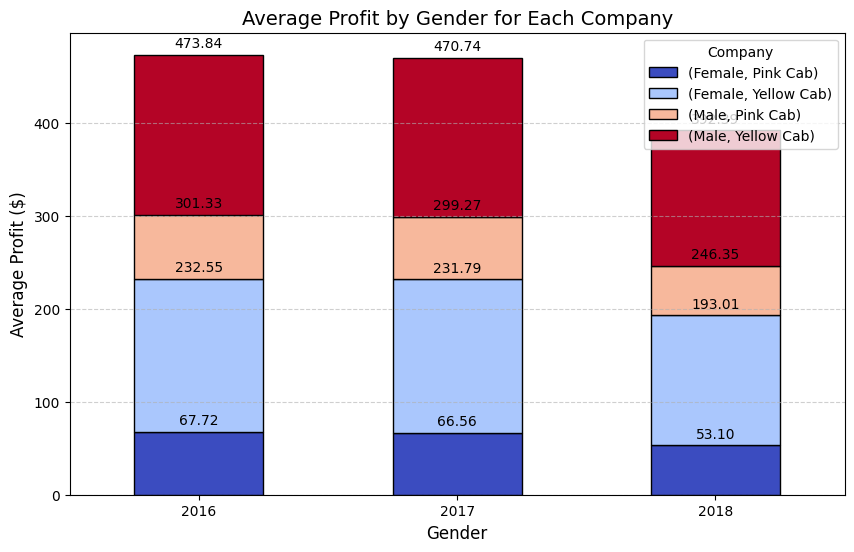 Average Profit by Gender for Each Company
Average Profit ($)
400
300
200
100
0
473.84
301.33
232.55
67.72
470.74
299.27
231.79
66.56
246.35
193.01
53.10
Company
(Female, Pink Cab)
(Female, Yellow Cab)
(Male, Pink Cab)
(Male, Yellow Cab)
2016
2017
2018
Gender